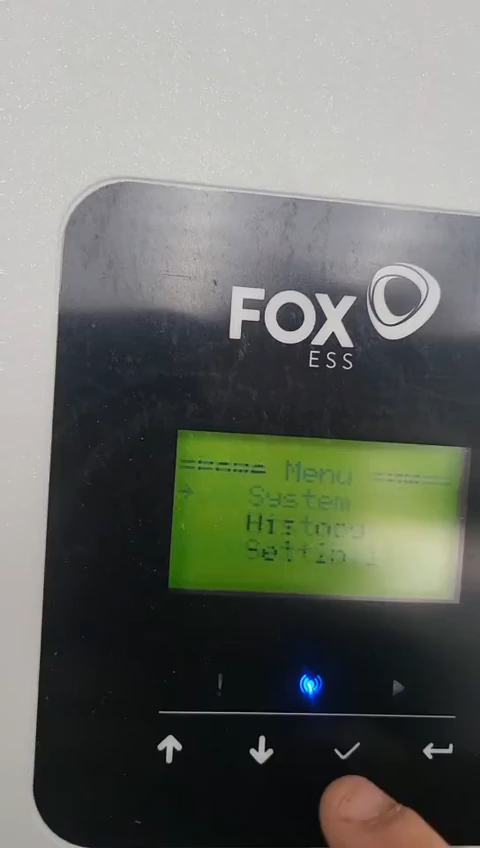 FOX
ESS
===== Menu =====
System
History